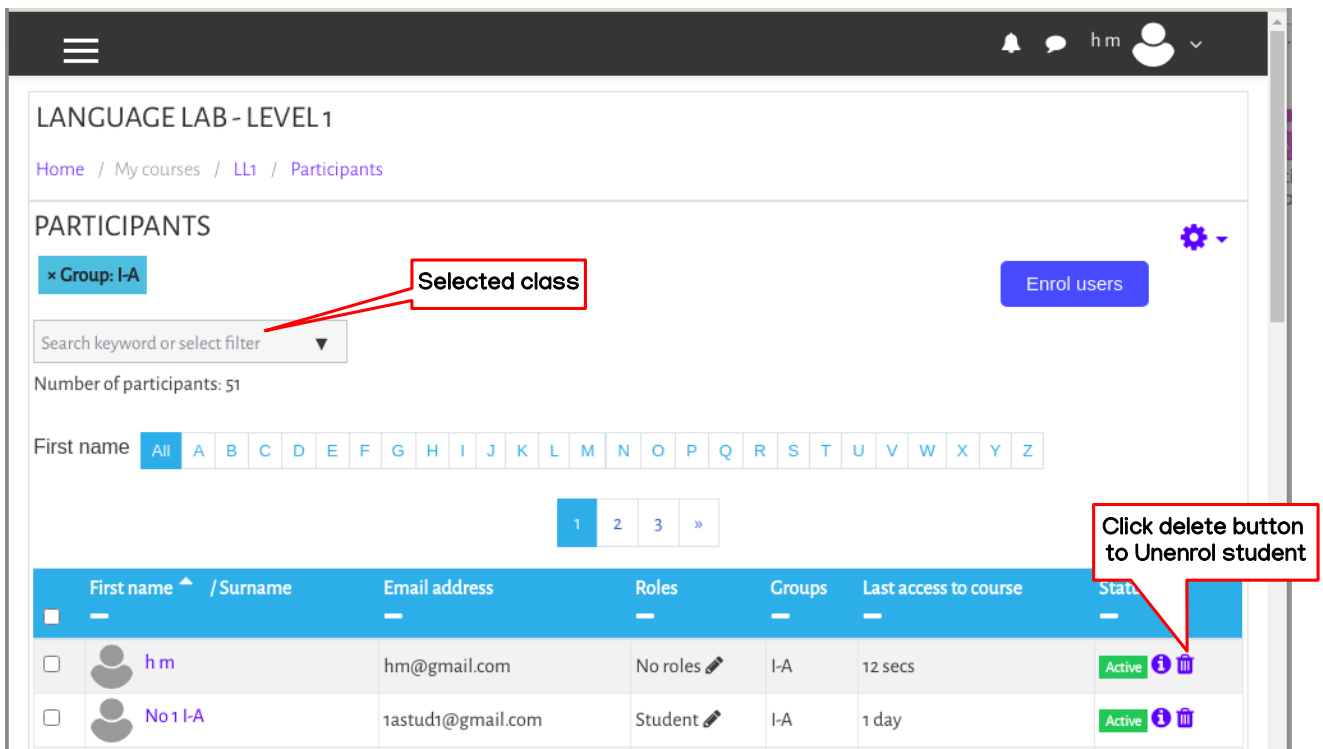 h m
LANGUAGE LAB - LEVEL 1
Home / My courses / LL1 / Participants
PARTICIPANTS
× Group: I-A
Selected class
Enrol users
Search keyword or select filter ▼
Number of participants: 51
First name All A B C D E F G H I J K L M N O P Q R S T U V W X Y Z
1 2 3 »
Click delete button
to Unenrol student
First name / Surname Email address Roles Groups Last access to course Statu
h m hm@gmail.com No roles I-A 12 secs Active
No 1 I-A 1astud1@gmail.com Student I-A 1 day Active